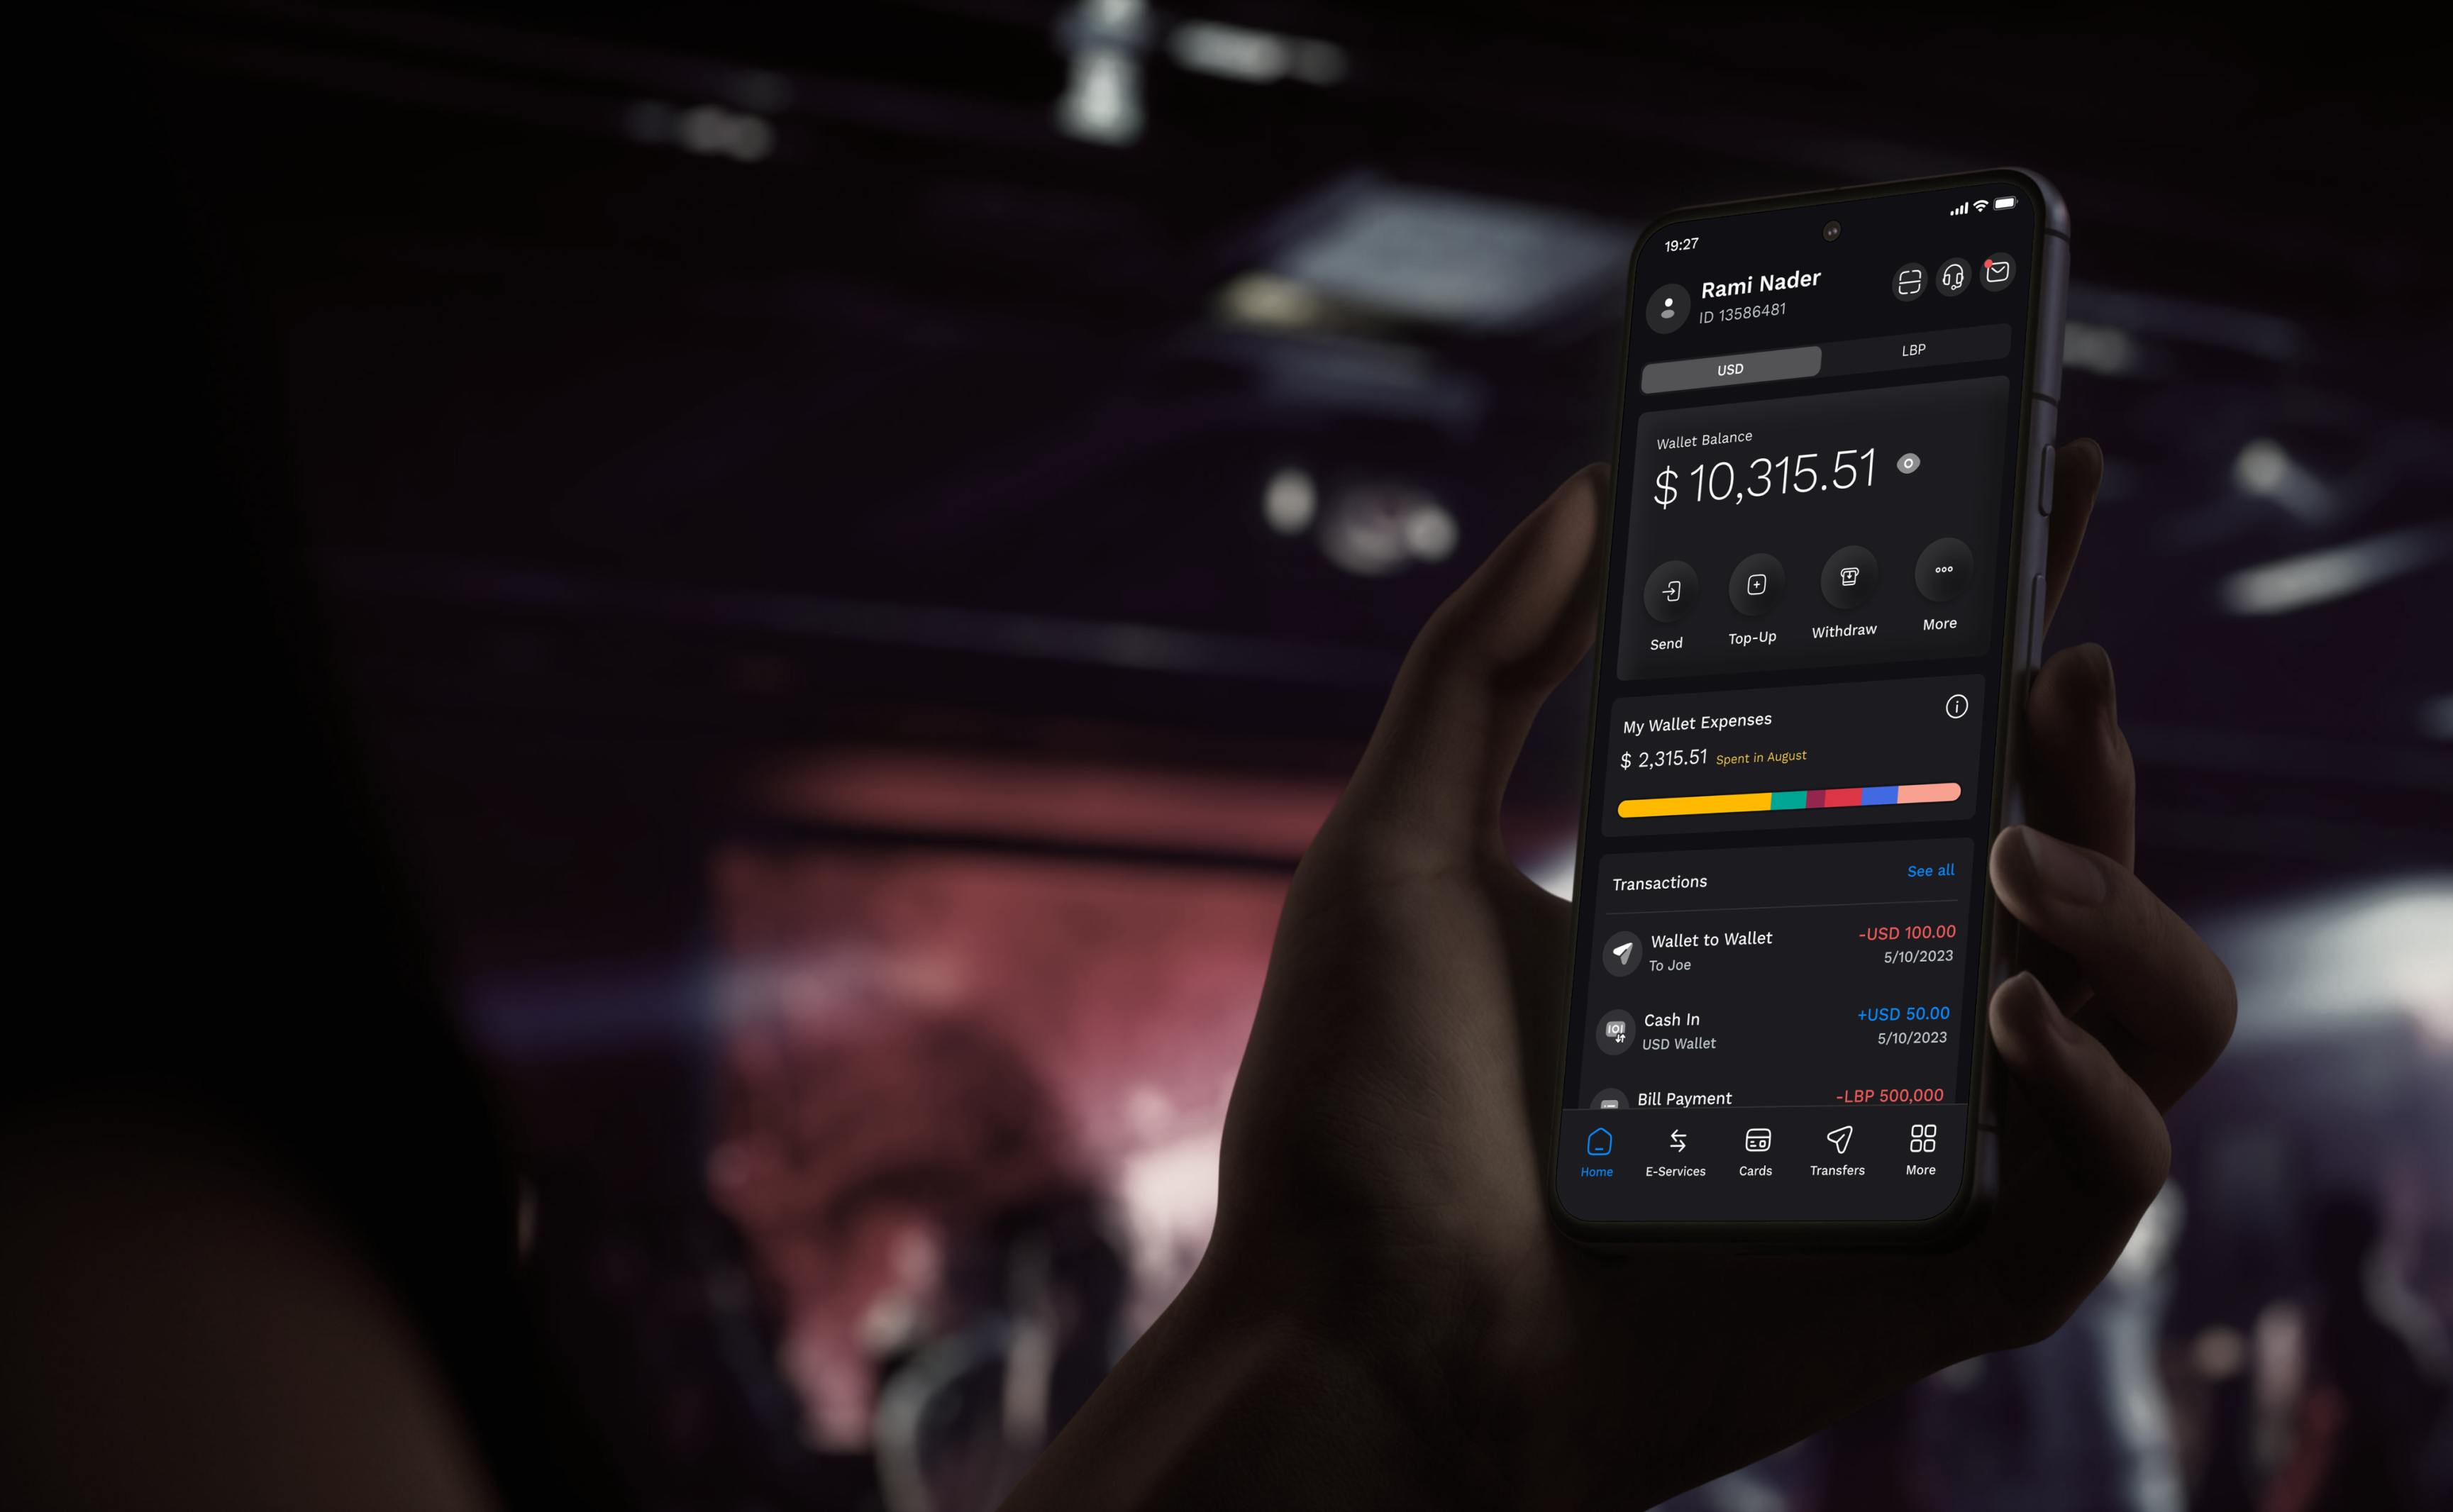 19:27
Rami Nader
ID 13586481
USD
LBP
Wallet Balance
$ 10,315.51
Send
Top-Up
Withdraw
More
My Wallet Expenses
$ 2,315.51 Spent in August
Transactions
See all
Wallet to Wallet
-USD 100.00
To Joe
5/10/2023
Cash In
+USD 50.00
USD Wallet
5/10/2023
Bill Payment
-LBP 500,000
Home
E-Services
Cards
Transfers
More